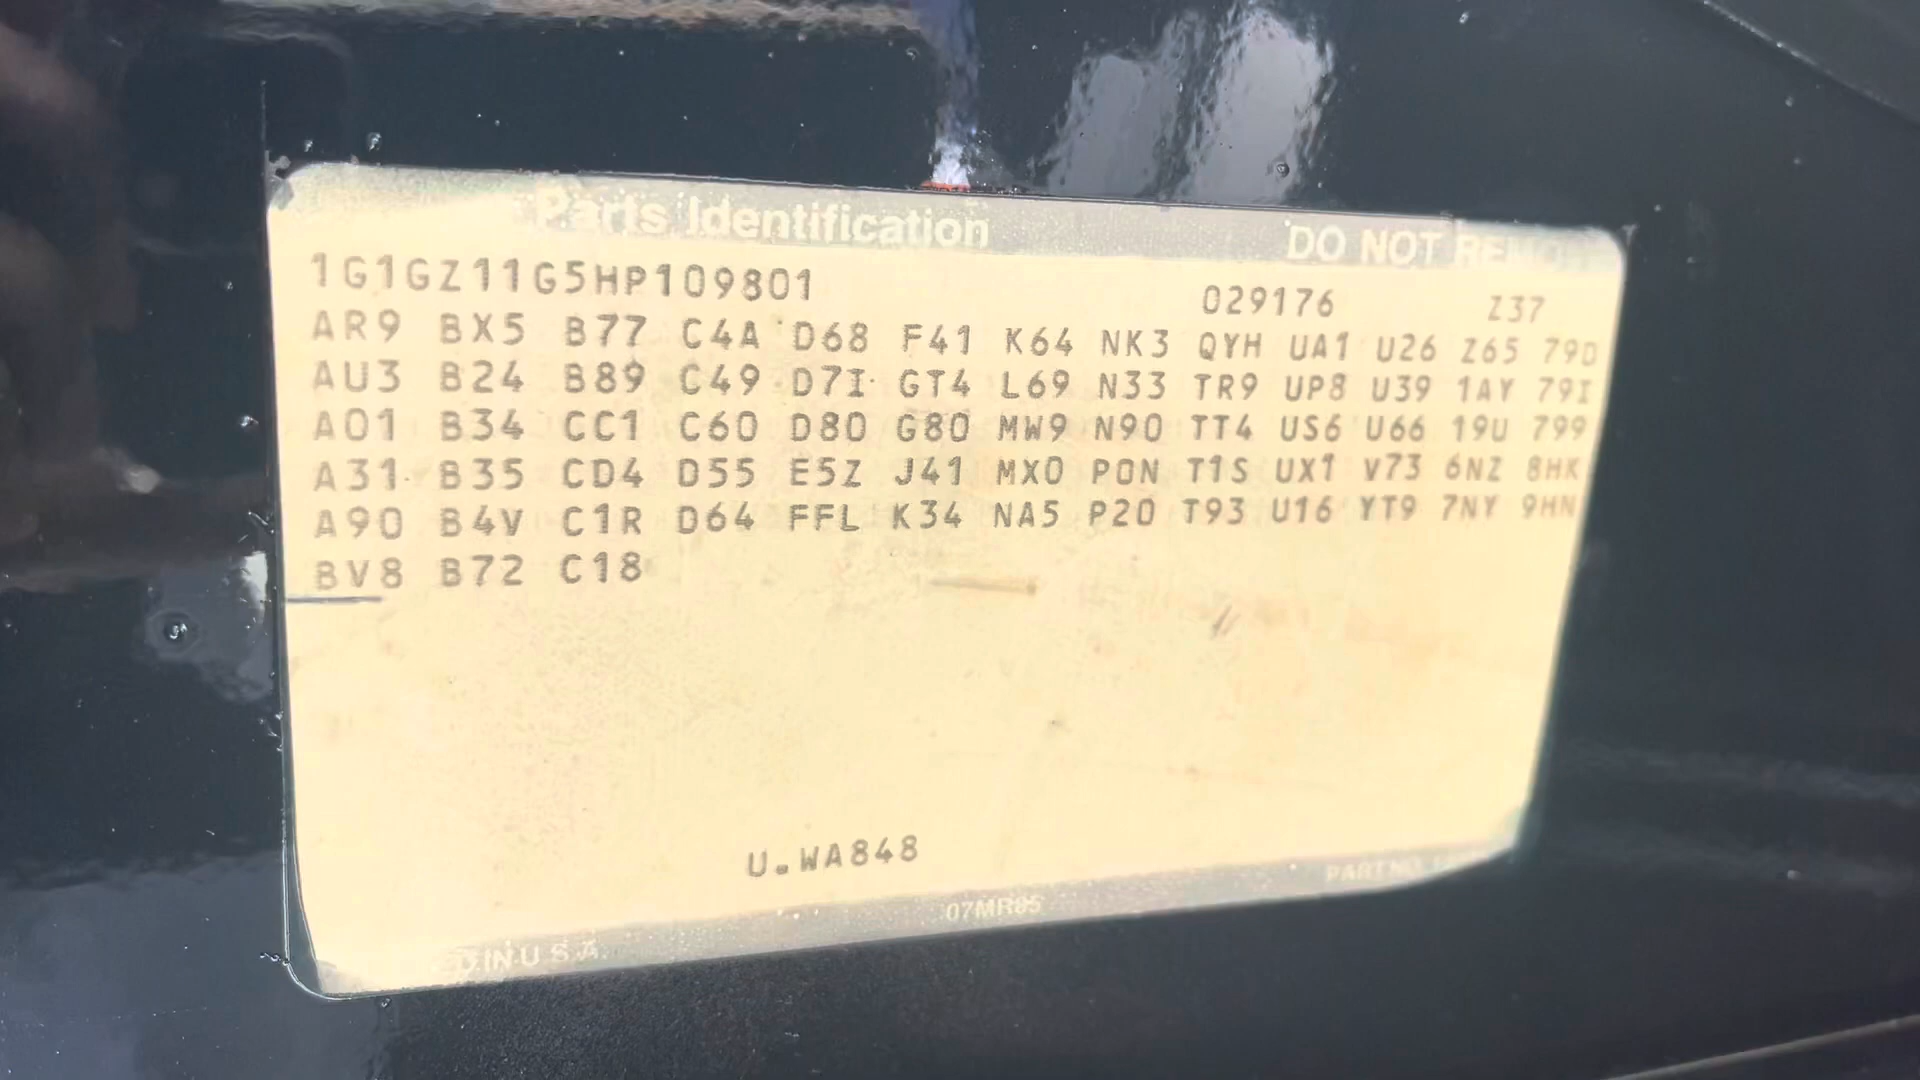 Parts Identification DO NOT
1G1GZ11G5HP109801 029176 Z37
AR9 BX5 B77 C4A D68 F41 K64 NK3 QYH UA1 U26 Z65 79D
AU3 B24 B89 C49 D7I GT4 L69 N33 TR9 UP8 U39 1AY 79I
A01 B34 CC1 C60 D80 G80 MW9 N90 TT4 US6 U66 19U 799
A31 B35 CD4 D55 E5Z J41 MX0 P0N T1S UX1 V73 6NZ 8HK
A90 B4V C1R D64 FFL K34 NA5 P20 T93 U16 YT9 7NY 9HN
BV8 B72 C18
U.WA848
IN U.S.A. 07MR85 PART NO.